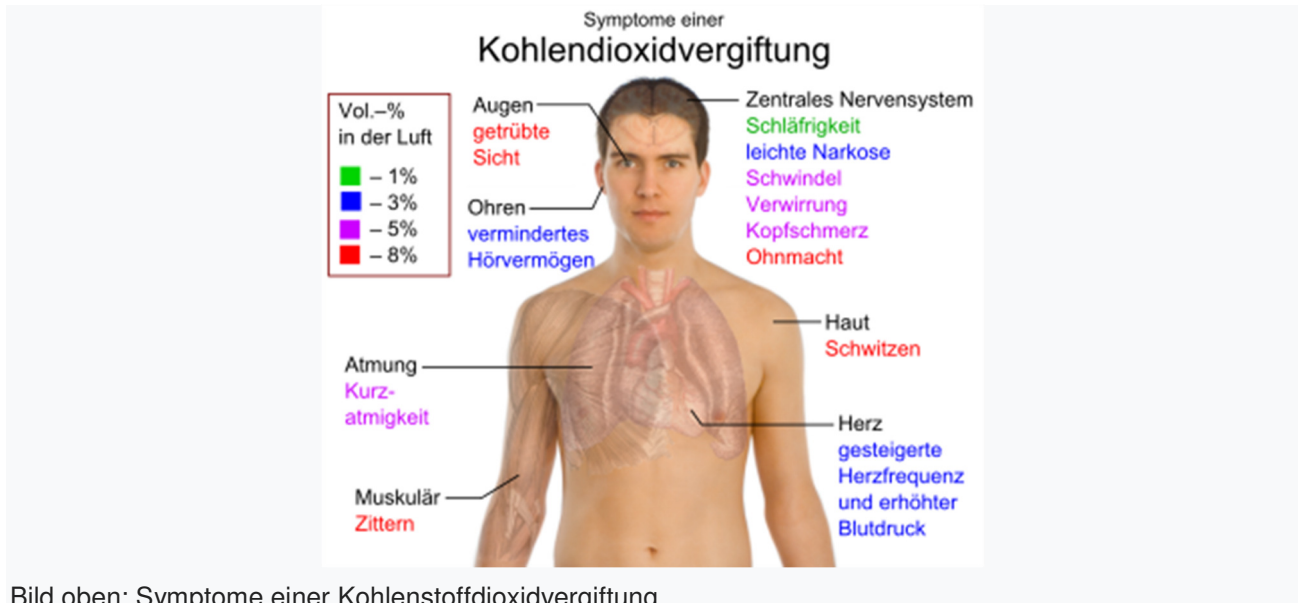 Symptome einer
Kohlendioxidvergiftung
Vol.–%
in der Luft
– 1%
– 3%
– 5%
– 8%
Augen
getrübte
Sicht
Ohren
vermindertes
Hörvermögen
Zentrales Nervensystem
Schläfrigkeit
leichte Narkose
Schwindel
Verwirrung
Kopfschmerz
Ohnmacht
Haut
Schwitzen
Atmung
Kurz-
atmigkeit
Herz
gesteigerte
Herzfrequenz
und erhöhter
Blutdruck
Muskulär
Zittern
Bild oben: Symptome einer Kohlenstoffdioxidvergiftung